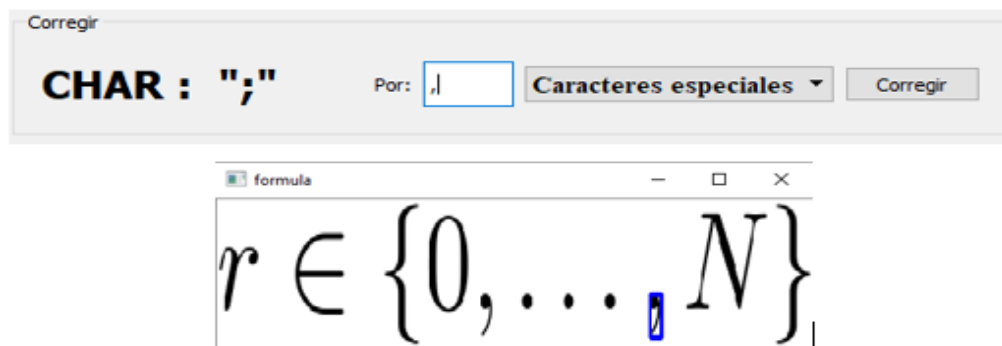 Corregir
CHAR : ";" Por: , Caracteres especiales Corregir
formula
r ∈ {0, . . . , N}